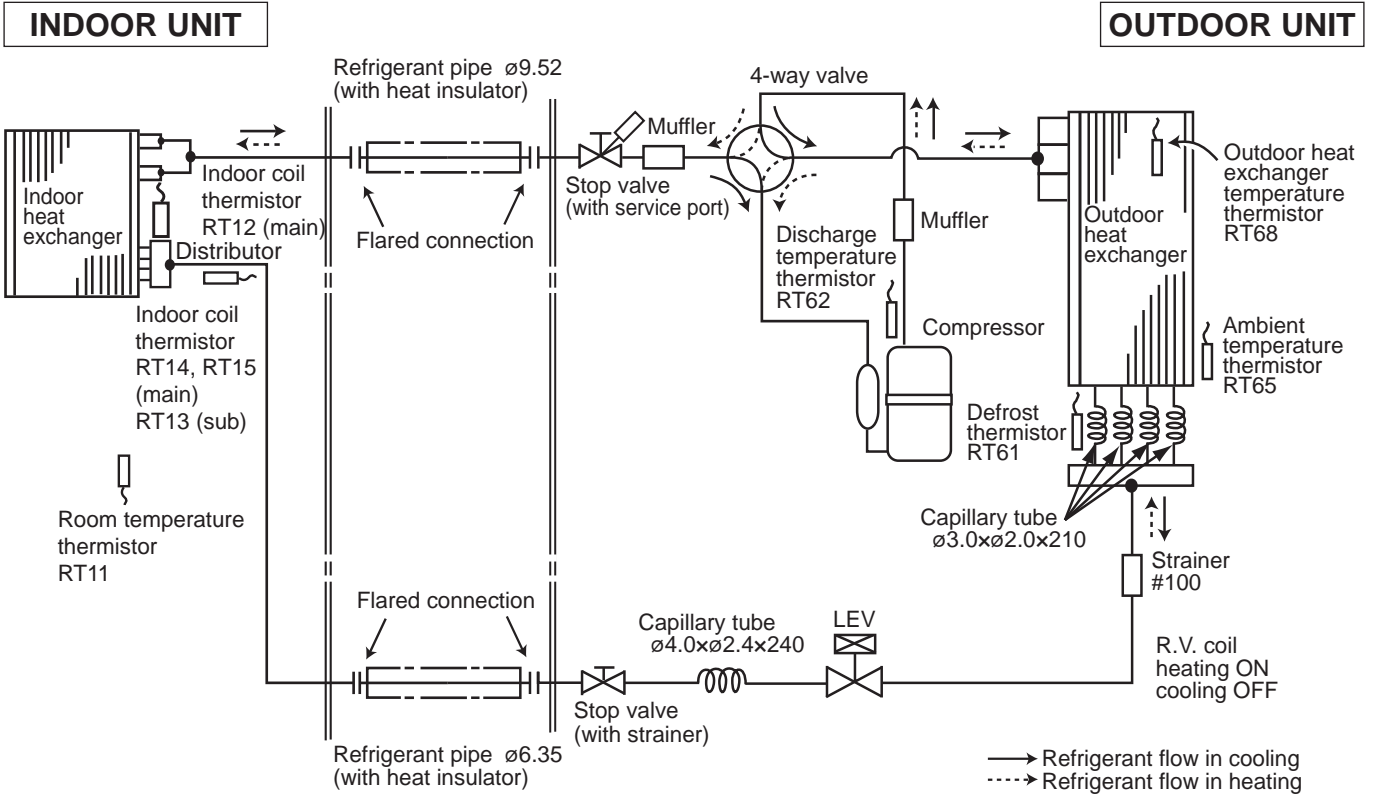 INDOOR UNIT
OUTDOOR UNIT
Refrigerant pipe ø9.52
(with heat insulator)
4-way valve
Muffler
Indoor
heat
exchanger
Indoor coil
thermistor
RT12 (main)
Flared connection
Stop valve
(with service port)
Outdoor heat
exchanger
temperature
thermistor
RT68
Outdoor
heat
exchanger
Muffler
Discharge
temperature
thermistor
RT62
Distributor
Indoor coil
thermistor
RT14, RT15
(main)
RT13 (sub)
Compressor
Ambient
temperature
thermistor
RT65
Defrost
thermistor
RT61
Room temperature
thermistor
RT11
Capillary tube
ø3.0×ø2.0×210
Strainer
#100
Flared connection
Capillary tube
ø4.0×ø2.4×240
LEV
R.V. coil
heating ON
cooling OFF
Stop valve
(with strainer)
Refrigerant pipe ø6.35
(with heat insulator)
Refrigerant flow in cooling
Refrigerant flow in heating